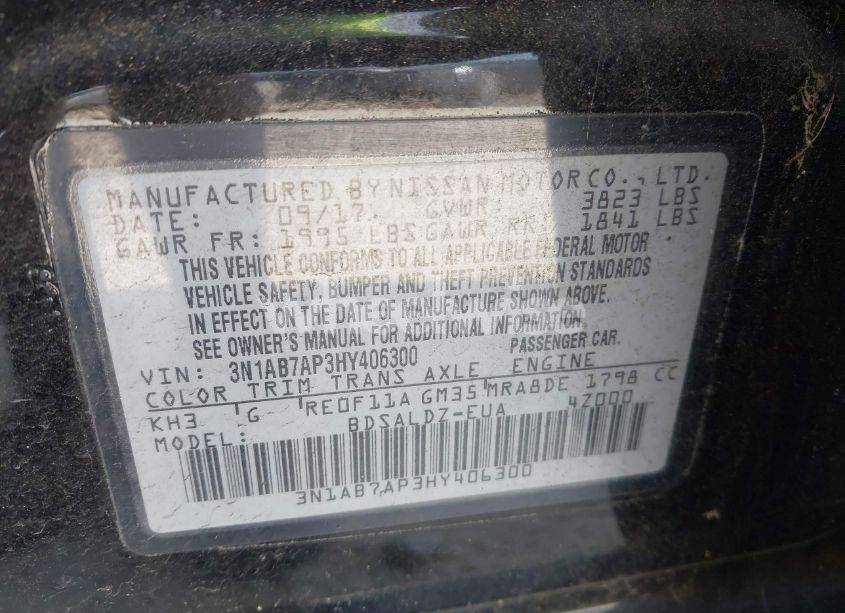 MANUFACTURED BY NISSAN MOTOR CO., LTD.
DATE: 09/17 GVWR: 3823 LBS
GAWR FR: 1995 LBS GAWR RR: 1841 LBS
THIS VEHICLE CONFORMS TO ALL APPLICABLE FEDERAL MOTOR
VEHICLE SAFETY, BUMPER AND THEFT PREVENTION STANDARDS
IN EFFECT ON THE DATE OF MANUFACTURE SHOWN ABOVE.
SEE OWNER'S MANUAL FOR ADDITIONAL INFORMATION.
VIN: 3N1AB7AP3HY406300 PASSENGER CAR.
COLOR TRIM TRANS AXLE ENGINE
KH3 G RE0F11A GM35 MRA8DE 1798 CC
MODEL: BDSALDZ-EUA 4Z000
3N1AB7AP3HY406300